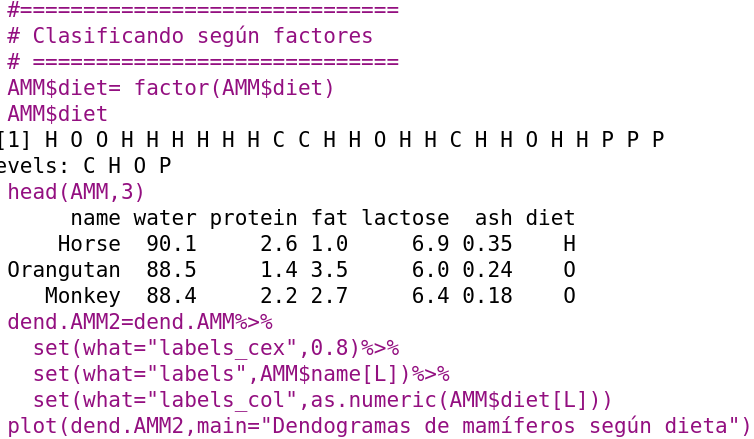 #==============================
# Clasificando según factores
# =============================
AMM$diet= factor(AMM$diet)
AMM$diet
[1] H O O H H H H H H C C H H O H H C H H O H H P P P
evels: C H O P
head(AMM,3)
name water protein fat lactose ash diet
Horse 90.1 2.6 1.0 6.9 0.35 H
Orangutan 88.5 1.4 3.5 6.0 0.24 O
Monkey 88.4 2.2 2.7 6.4 0.18 O
dend.AMM2=dend.AMM%>%
set(what="labels_cex",0.8)%>%
set(what="labels",AMM$name[L])%>%
set(what="labels_col",as.numeric(AMM$diet[L]))
plot(dend.AMM2,main="Dendogramas de mamíferos según dieta")